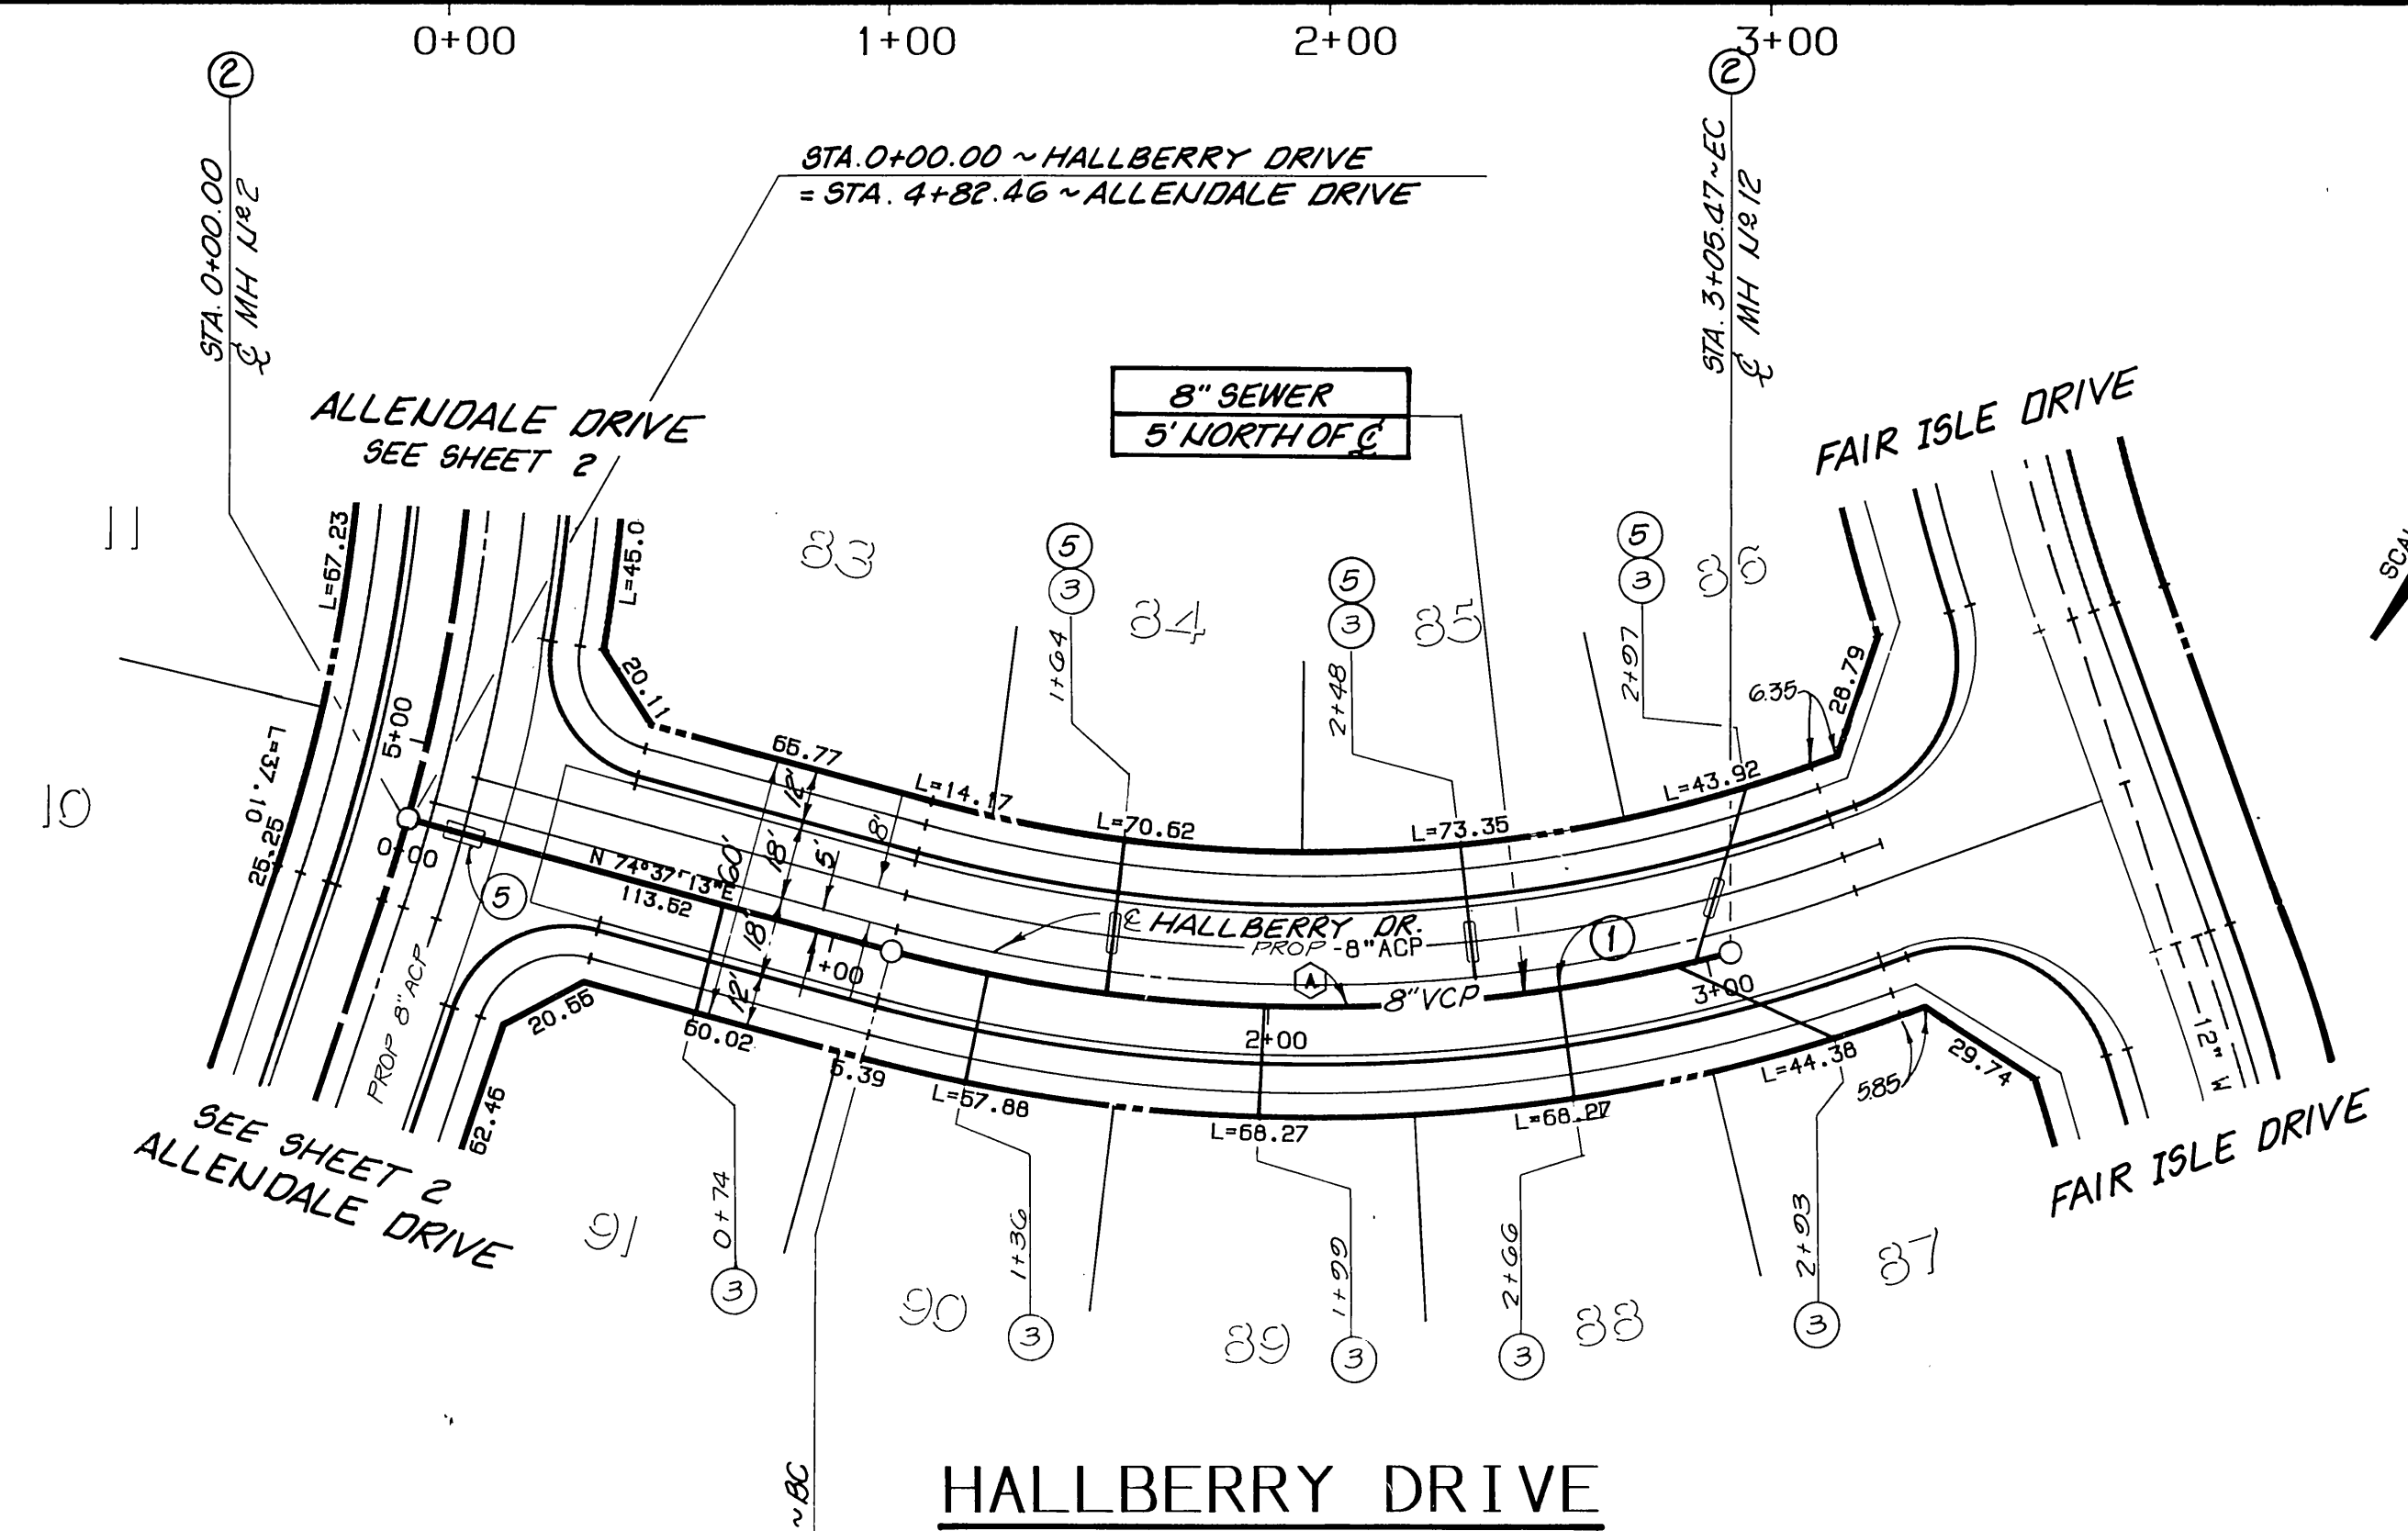 0+00 1+00 2+00 3+00
2
2
STA. 0+00.00
℄ MH Nº2
STA. 0+00.00 ~ HALLBERRY DRIVE
= STA. 4+82.46 ~ ALLENDALE DRIVE
STA. 3+05.47~EC
℄ MH Nº12
8" SEWER
5' NORTH OF ℄
ALLENDALE DRIVE
SEE SHEET 2
FAIR ISLE DRIVE
11
L=67.23
L=45.0
83
5
3
1+64
84
5
3
2+48
85
5
3
2+97
86
20.11
6.35
28.79
10
L=37.10
25.25
5+00
0+00
65.77
L=14.17
L=70.62
L=73.35
L=43.92
12'
18'
60'
5'
8'
18'
12'
N 74°37'13"E
113.62
5
1+00
℄ HALLBERRY DR.
PROP - 8" ACP
A
8" VCP
1
2+00
3+00
PROP 8" ACP
20.55
60.02
5.39
L=57.88
L=68.27
L=68.27
L=44.38
5.85
29.74
12" W
62.46
SEE SHEET 2
ALLENDALE DRIVE
FAIR ISLE DRIVE
91
0+74
3
90
1+36
3
89
1+99
3
2+66
3
88
2+93
3
87
~BC
HALLBERRY DRIVE